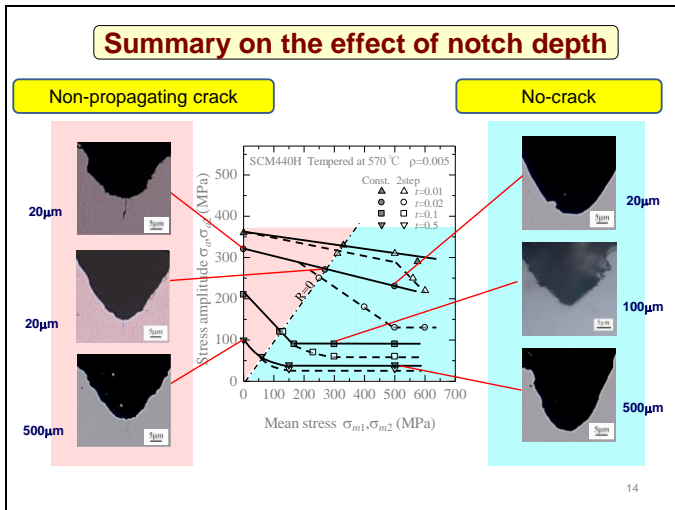 Summary on the effect of notch depth
Non-propagating crack
No-crack
SCM440H Tempered at 570 ℃ ρ=0.005
Const. 2step
t=0.01
t=0.02
t=0.1
t=0.5
R=0
Stress amplitude σa,σa2 (MPa)
500
400
300
200
100
0
0 100 200 300 400 500 600 700
Mean stress σm1,σm2 (MPa)
20μm
5μm
20μm
5μm
500μm
5μm
20μm
5μm
100μm
5μm
500μm
5μm
14